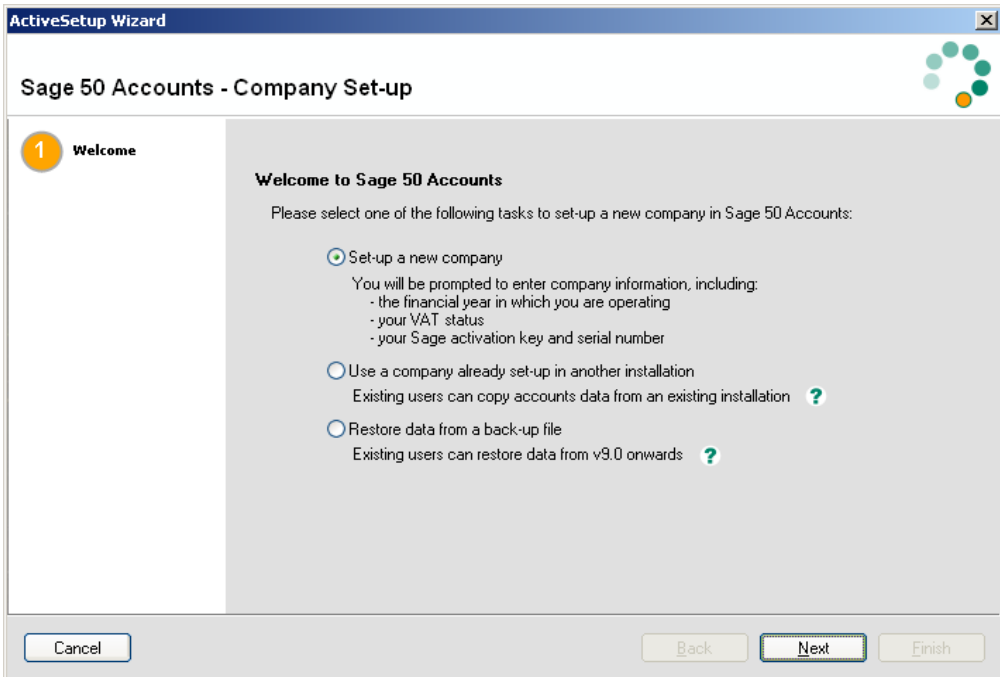 ActiveSetup Wizard
Sage 50 Accounts - Company Set-up
1 Welcome
Welcome to Sage 50 Accounts
Please select one of the following tasks to set-up a new company in Sage 50 Accounts:
Set-up a new company
You will be prompted to enter company information, including:
- the financial year in which you are operating
- your VAT status
- your Sage activation key and serial number
Use a company already set-up in another installation
Existing users can copy accounts data from an existing installation ?
Restore data from a back-up file
Existing users can restore data from v9.0 onwards ?
Cancel Back Next Finish